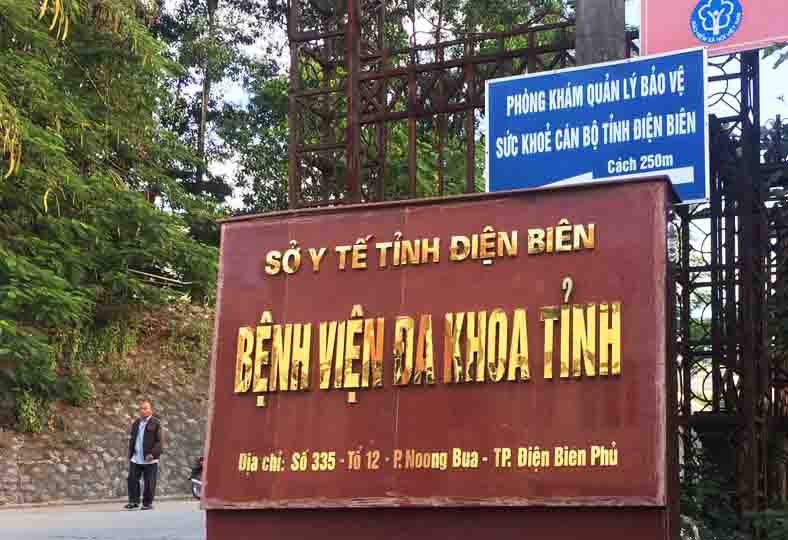 PHÒNG KHÁM QUẢN LÝ BẢO VỆ
SỨC KHOẺ CÁN BỘ TỈNH ĐIỆN BIÊN
Cách 250m
SỞ Y TẾ TỈNH ĐIỆN BIÊN
BỆNH VIỆN ĐA KHOA TỈNH
Địa chỉ: Số 335 - Tổ 12 - P. Noong Bua - TP. Điện Bien Phủ